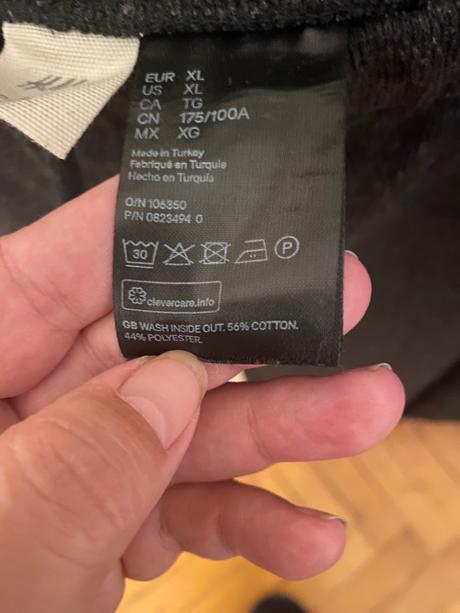 H&M
EUR XL
US XL
CA TG
CN 175/100A
MX XG
Made in Turkey
Fabriqué en Turquie
Hecho en Turquía
O/N 106350
P/N 0823494 0
30
P
clevercare.info
GB WASH INSIDE OUT. 56% COTTON.
44% POLYESTER.